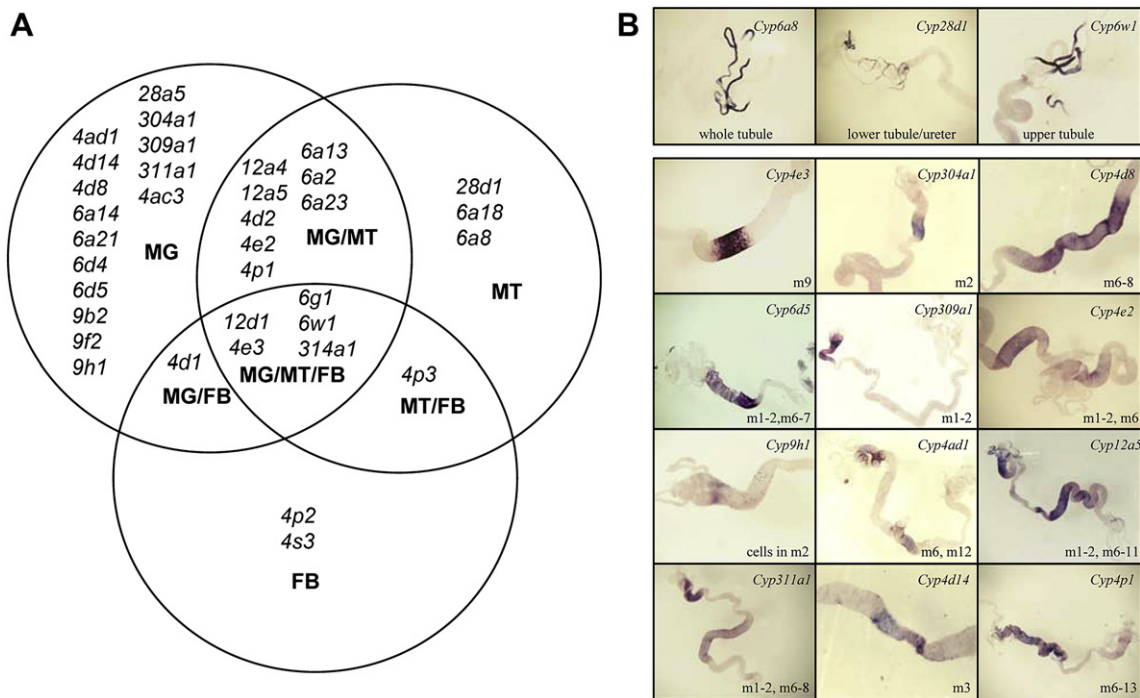 A
28a5
304a1
309a1
311a1
4ac3
4ad1
4d14
4d8
6a14
6a21
6d4
6d5
9b2
9f2
9h1
MG
12a4
12a5
4d2
4e2
4p1
6a13
6a2
6a23
MG/MT
28d1
6a18
6a8
MT
12d1
4e3
6g1
6w1
314a1
MG/MT/FB
4d1
MG/FB
4p3
MT/FB
4p2
4s3
FB
B
Cyp6a8
whole tubule
Cyp28d1
lower tubule/ureter
Cyp6w1
upper tubule
Cyp4e3
m9
Cyp304a1
m2
Cyp4d8
m6-8
Cyp6d5
m1-2,m6-7
Cyp309a1
m1-2
Cyp4e2
m1-2, m6
Cyp9h1
cells in m2
Cyp4ad1
m6, m12
Cyp12a5
m1-2, m6-11
Cyp311a1
m1-2, m6-8
Cyp4d14
m3
Cyp4p1
m6-13